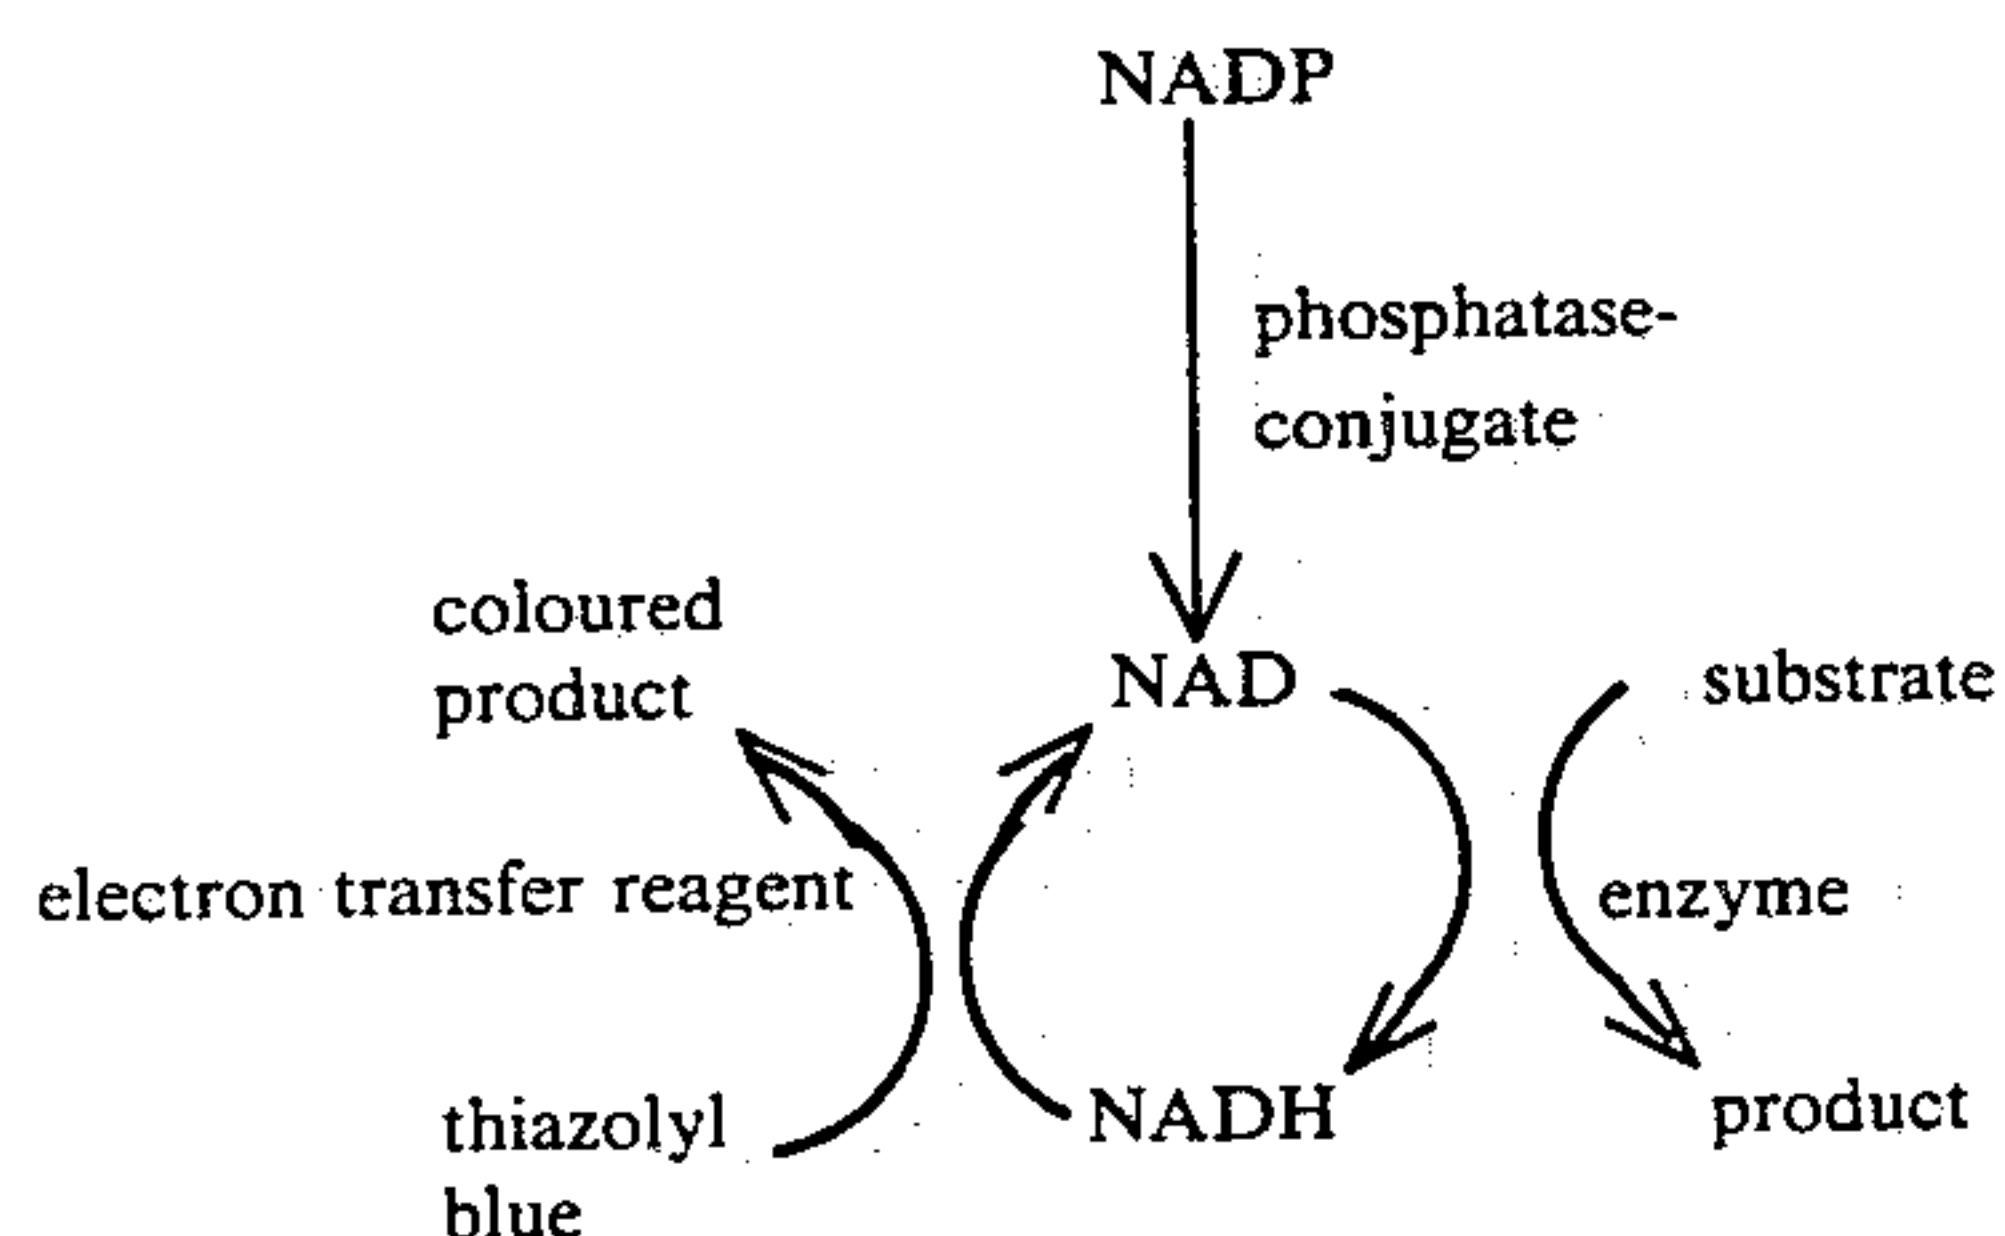 NADP
phosphatase-
conjugate
coloured
product
NAD
substrate
electron transfer reagent
enzyme
thiazolyl
blue
NADH
product